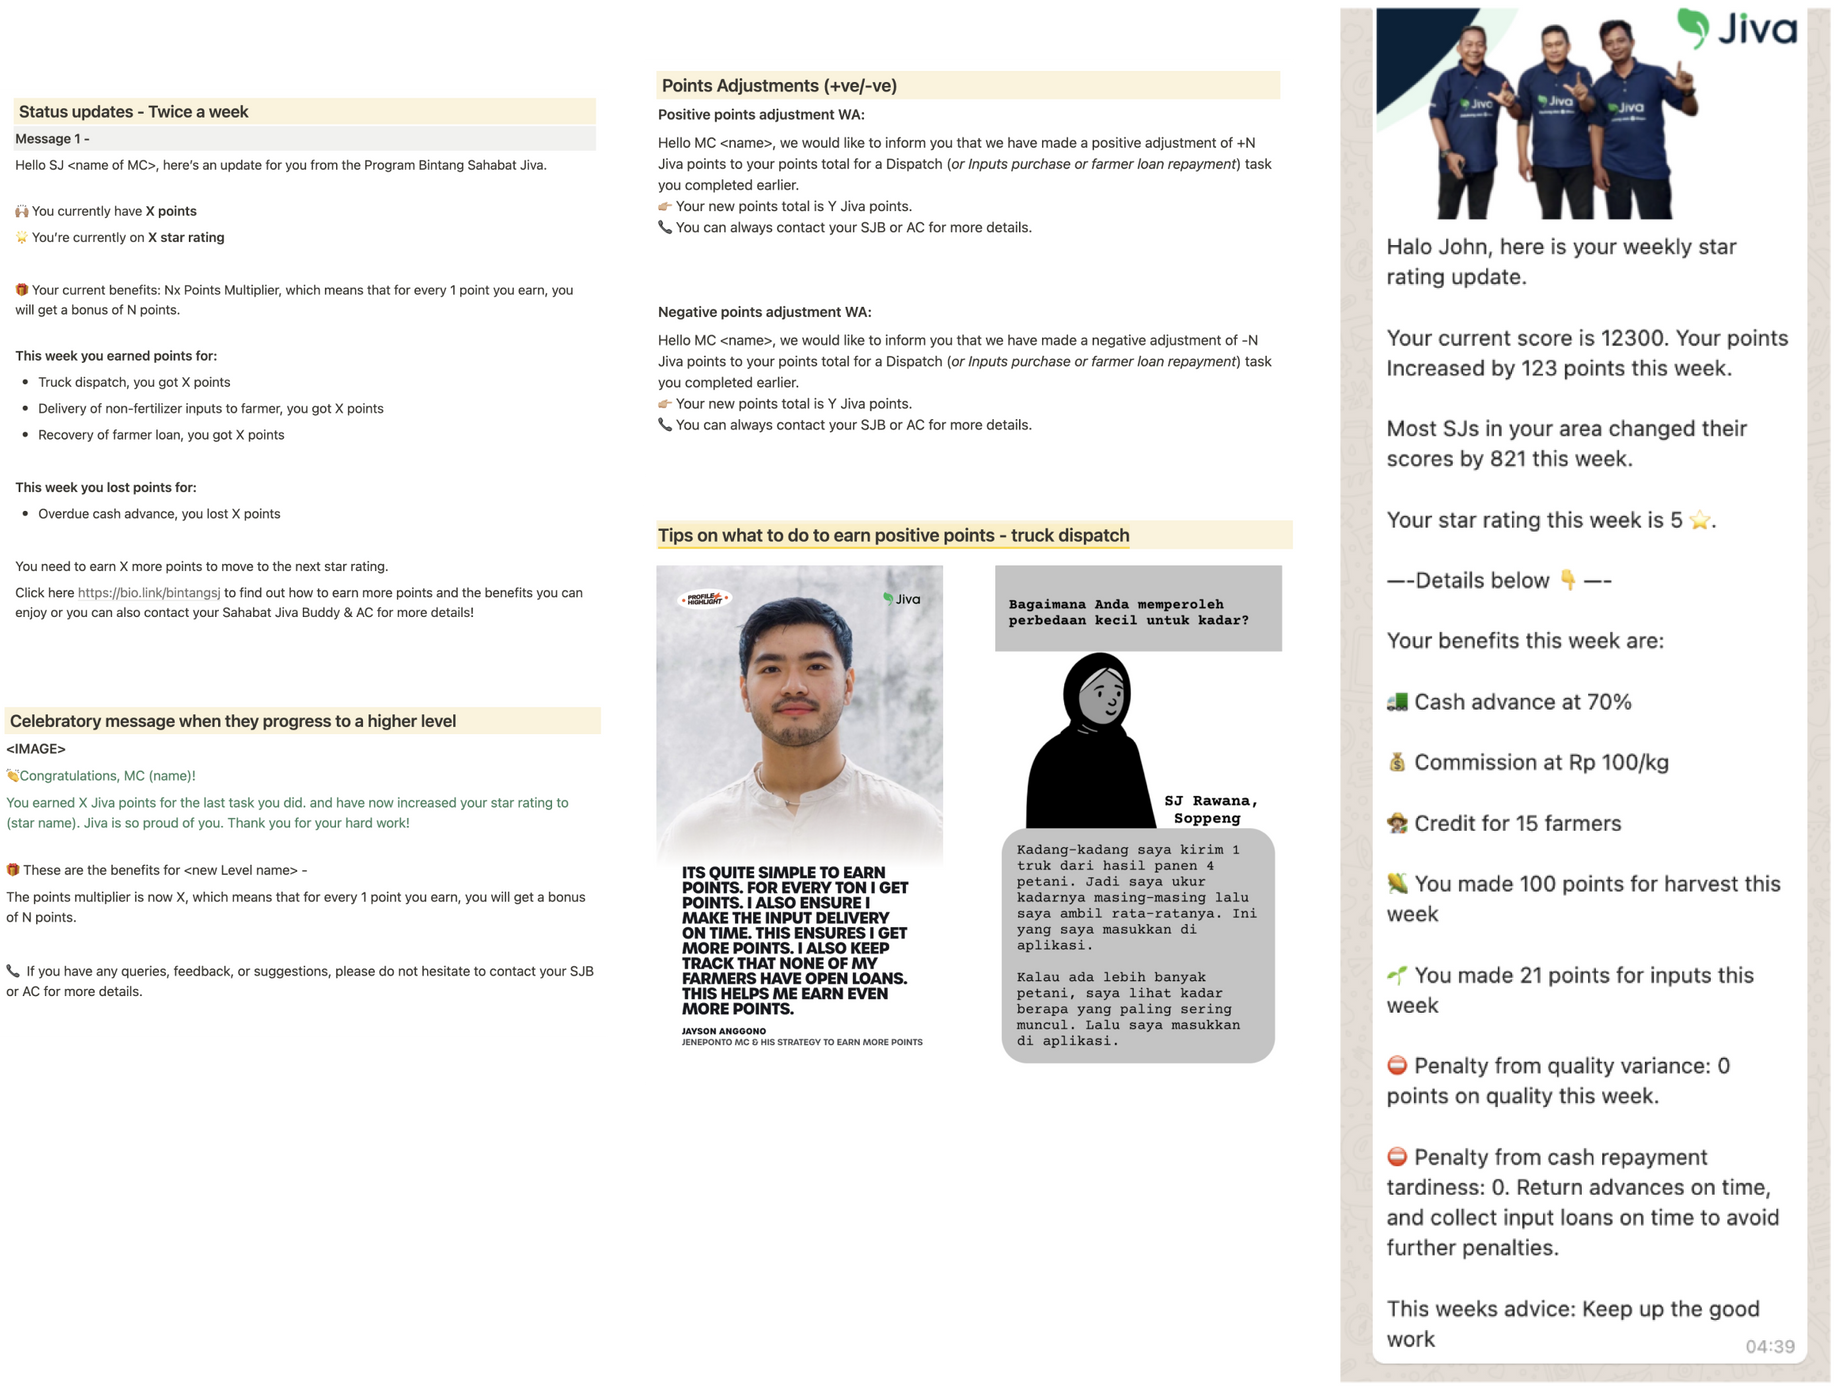 Status updates - Twice a week
Message 1 -
Hello SJ <name of MC>, here's an update for you from the Program Bintang Sahabat Jiva.
🙌🏼 You currently have X points
🌟 You're currently on X star rating
🎁 Your current benefits: Nx Points Multiplier, which means that for every 1 point you earn, you
will get a bonus of N points.
This week you earned points for:
• Truck dispatch, you got X points
• Delivery of non-fertilizer inputs to farmer, you got X points
• Recovery of farmer loan, you got X points
This week you lost points for:
• Overdue cash advance, you lost X points
You need to earn X more points to move to the next star rating.
Click here https://bio.link/bintangsj to find out how to earn more points and the benefits you can
enjoy or you can also contact your Sahabat Jiva Buddy & AC for more details!
Celebratory message when they progress to a higher level
<IMAGE>
👏Congratulations, MC (name)!
You earned X Jiva points for the last task you did. and have now increased your star rating to
(star name). Jiva is so proud of you. Thank you for your hard work!
🎁 These are the benefits for <new Level name> -
The points multiplier is now X, which means that for every 1 point you earn, you will get a bonus
of N points.
📞 If you have any queries, feedback, or suggestions, please do not hesitate to contact your SJB
or AC for more details.
Points Adjustments (+ve/-ve)
Positive points adjustment WA:
Hello MC <name>, we would like to inform you that we have made a positive adjustment of +N
Jiva points to your points total for a Dispatch (or Inputs purchase or farmer loan repayment) task
you completed earlier.
👉🏼 Your new points total is Y Jiva points.
📞 You can always contact your SJB or AC for more details.
Negative points adjustment WA:
Hello MC <name>, we would like to inform you that we have made a negative adjustment of -N
Jiva points to your points total for a Dispatch (or Inputs purchase or farmer loan repayment) task
you completed earlier.
👉🏼 Your new points total is Y Jiva points.
📞 You can always contact your SJB or AC for more details.
Tips on what to do to earn positive points - truck dispatch
PROFILE
HIGHLIGHT
Jiva
ITS QUITE SIMPLE TO EARN
POINTS. FOR EVERY TON I GET
POINTS. I ALSO ENSURE I
MAKE THE INPUT DELIVERY
ON TIME. THIS ENSURES I GET
MORE POINTS. I ALSO KEEP
TRACK THAT NONE OF MY
FARMERS HAVE OPEN LOANS.
THIS HELPS ME EARN EVEN
MORE POINTS.
JAYSON ANGGONO
JENEPONTO MC & HIS STRATEGY TO EARN MORE POINTS
Bagaimana Anda memperoleh
perbedaan kecil untuk kadar?
SJ Rawana,
Soppeng
Kadang-kadang saya kirim 1
truk dari hasil panen 4
petani. Jadi saya ukur
kadarnya masing-masing lalu
saya ambil rata-ratanya. Ini
yang saya masukkan di
aplikasi.
Kalau ada lebih banyak
petani, saya lihat kadar
berapa yang paling sering
muncul. Lalu saya masukkan
di aplikasi.
Jiva
Jiva
Jiva
Jiva
Halo John, here is your weekly star
rating update.
Your current score is 12300. Your points
Increased by 123 points this week.
Most SJs in your area changed their
scores by 821 this week.
Your star rating this week is 5 ⭐.
—-Details below 👇 —-
Your benefits this week are:
🚛 Cash advance at 70%
💰 Commission at Rp 100/kg
🧑🏽‍🌾 Credit for 15 farmers
🌽 You made 100 points for harvest this
week
🌱 You made 21 points for inputs this
week
⛔ Penalty from quality variance: 0
points on quality this week.
⛔ Penalty from cash repayment
tardiness: 0. Return advances on time,
and collect input loans on time to avoid
further penalties.
This weeks advice: Keep up the good
work
04:39